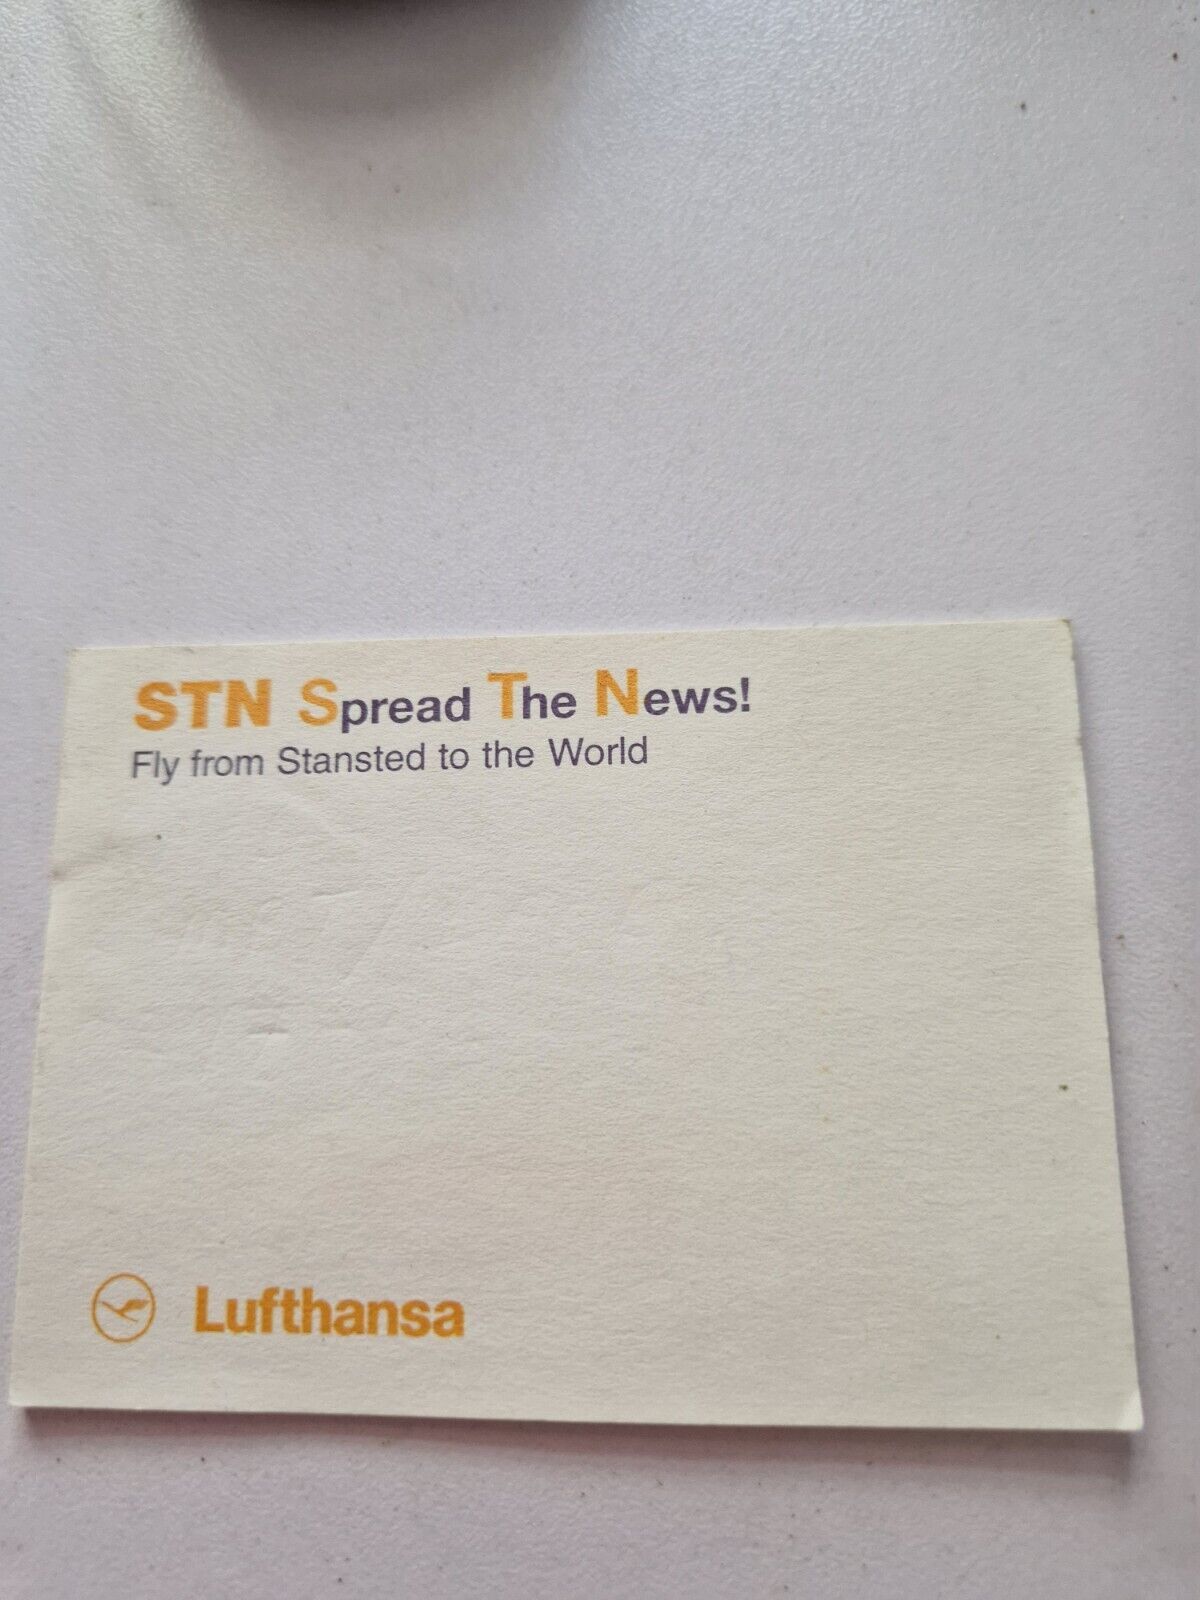 STN Spread The News!
Fly from Stansted to the World
Lufthansa